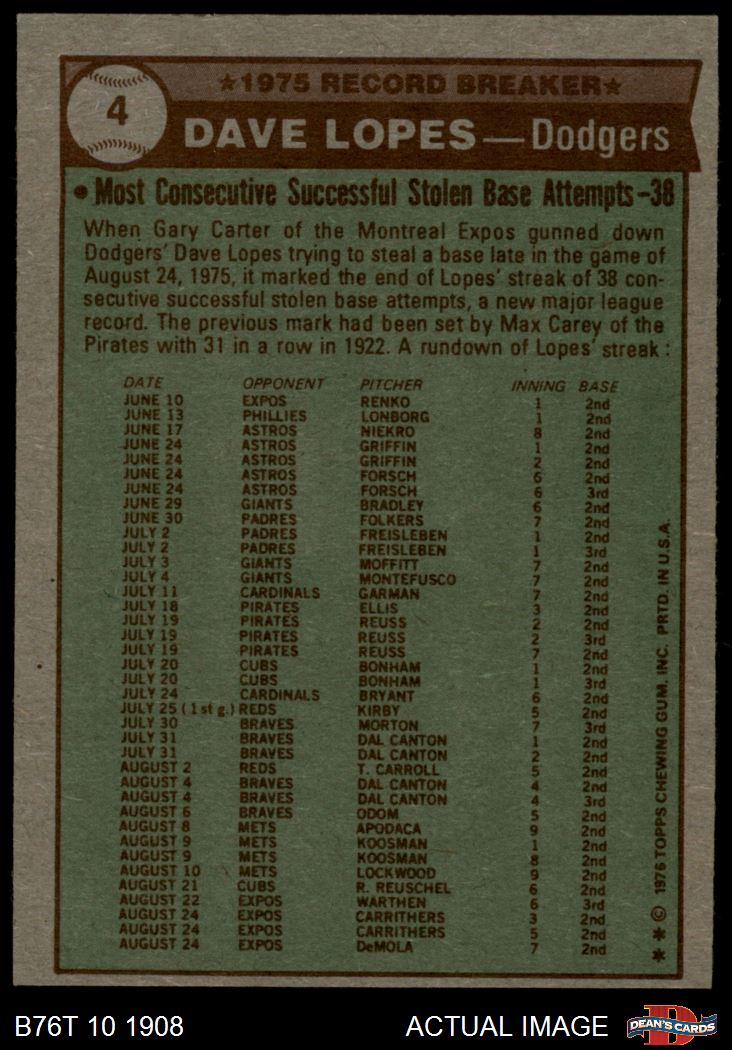 4
★1975 RECORD BREAKER★
DAVE LOPES—Dodgers
• Most Consecutive Successful Stolen Base Attempts-38
When Gary Carter of the Montreal Expos gunned down
Dodgers' Dave Lopes trying to steal a base late in the game of
August 24, 1975, it marked the end of Lopes' streak of 38 con-
secutive successful stolen base attempts, a new major league
record. The previous mark had been set by Max Carey of the
Pirates with 31 in a row in 1922. A rundown of Lopes' streak :
DATE OPPONENT PITCHER INNING BASE
JUNE 10 EXPOS RENKO 1 2nd
JUNE 13 PHILLIES LONBORG 1 2nd
JUNE 17 ASTROS NIEKRO 8 2nd
JUNE 24 ASTROS GRIFFIN 1 2nd
JUNE 24 ASTROS GRIFFIN 2 2nd
JUNE 24 ASTROS FORSCH 6 2nd
JUNE 24 ASTROS FORSCH 6 3rd
JUNE 29 GIANTS BRADLEY 6 2nd
JUNE 30 PADRES FOLKERS 7 2nd
JULY 2 PADRES FREISLEBEN 1 2nd
JULY 2 PADRES FREISLEBEN 1 3rd
JULY 3 GIANTS MOFFITT 7 2nd
JULY 4 GIANTS MONTEFUSCO 7 2nd
JULY 11 CARDINALS GARMAN 7 2nd
JULY 18 PIRATES ELLIS 3 2nd
JULY 19 PIRATES REUSS 2 2nd
JULY 19 PIRATES REUSS 2 3rd
JULY 19 PIRATES REUSS 7 2nd
JULY 20 CUBS BONHAM 1 2nd
JULY 20 CUBS BONHAM 1 3rd
JULY 24 CARDINALS BRYANT 6 2nd
JULY 25 (1st g.) REDS KIRBY 5 2nd
JULY 30 BRAVES MORTON 7 3rd
JULY 31 BRAVES DAL CANTON 1 2nd
JULY 31 BRAVES DAL CANTON 2 2nd
AUGUST 2 REDS T. CARROLL 5 2nd
AUGUST 4 BRAVES DAL CANTON 4 2nd
AUGUST 4 BRAVES DAL CANTON 4 3rd
AUGUST 6 BRAVES ODOM 5 2nd
AUGUST 8 METS APODACA 9 2nd
AUGUST 9 METS KOOSMAN 1 2nd
AUGUST 9 METS KOOSMAN 8 2nd
AUGUST 10 METS LOCKWOOD 9 2nd
AUGUST 21 CUBS R. REUSCHEL 6 2nd
AUGUST 22 EXPOS WARTHEN 6 3rd
AUGUST 24 EXPOS CARRITHERS 3 2nd
AUGUST 24 EXPOS CARRITHERS 5 2nd
AUGUST 24 EXPOS DeMOLA 7 2nd
★★ © 1976 TOPPS CHEWING GUM, INC. PRTD. IN U.S.A.
B76T 10 1908 ACTUAL IMAGE
D
DEAN'S CARDS